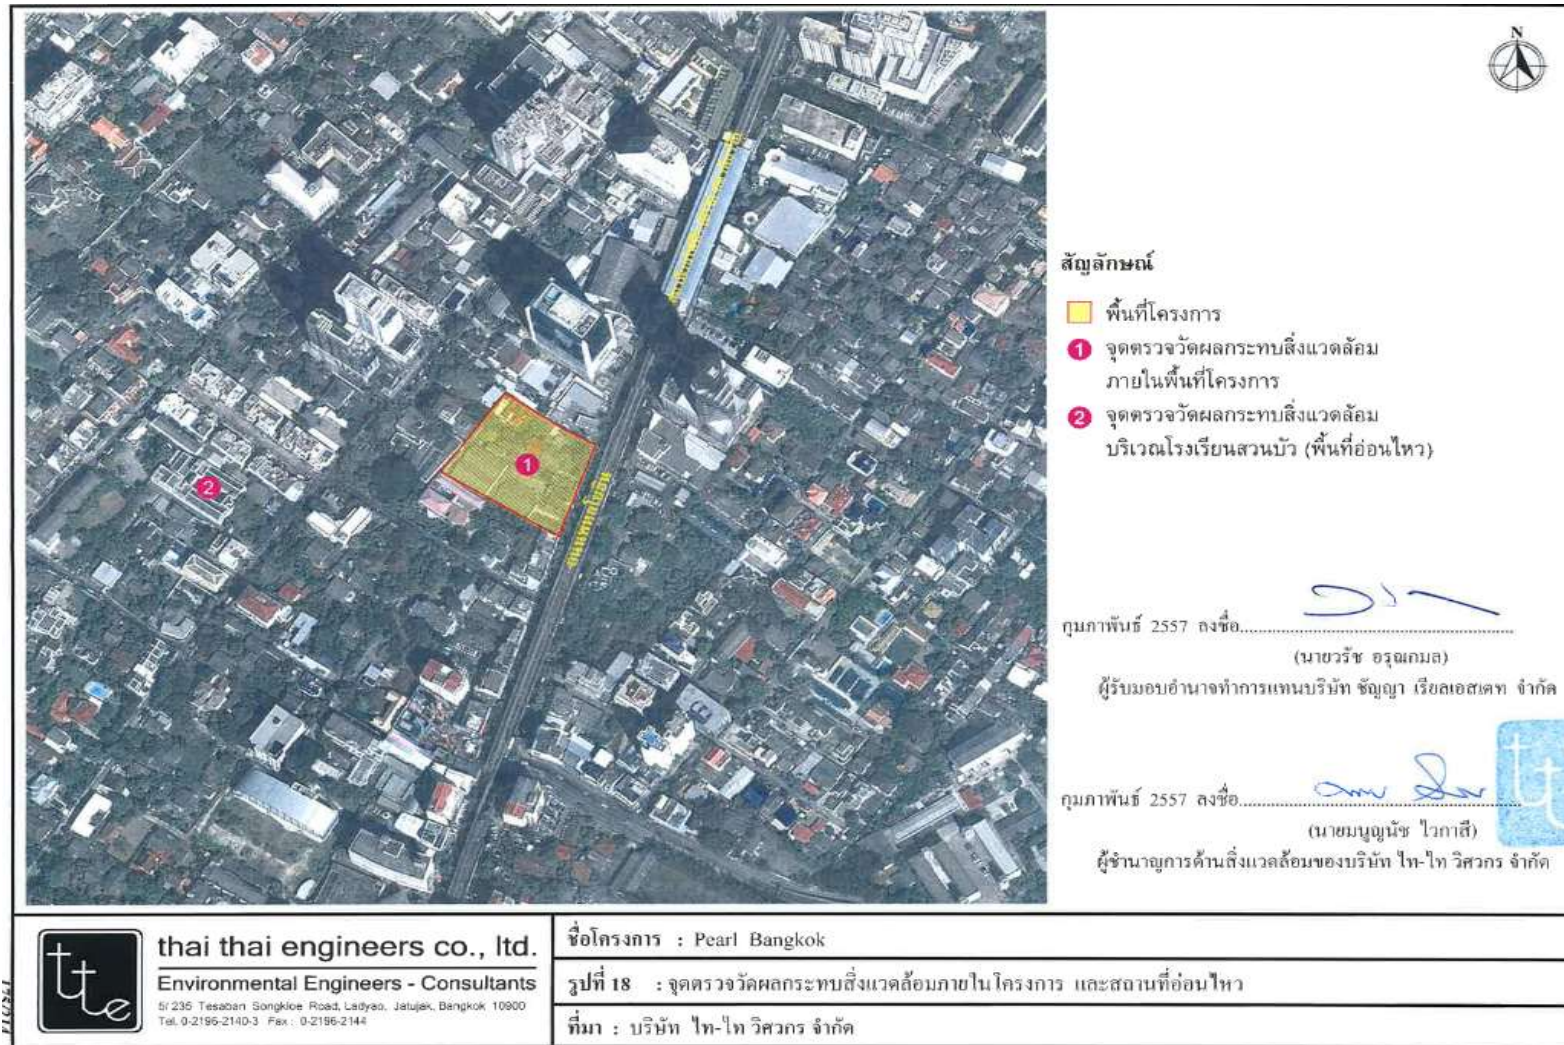 N
สัญลักษณ์
พื้นที่โครงการ
1 จุดตรวจวัดผลกระทบสิ่งแวดล้อม
ภายในพื้นที่โครงการ
2 จุดตรวจวัดผลกระทบสิ่งแวดล้อม
บริเวณโรงเรียนสวนบัว (พื้นที่อ่อนไหว)
1
2
ถนนพหลโยธิน
กุมภาพันธ์ 2557 ลงชื่อ
(นายวรัช อรุณกมล)
ผู้รับมอบอำนาจทำการแทนบริษัท ชัญญา เรียลเอสเตท จำกัด
กุมภาพันธ์ 2557 ลงชื่อ
(นายมนูญนัช ไวกาสี)
ผู้ชำนาญการด้านสิ่งแวดล้อมของบริษัท ไท-ไท วิศวกร จำกัด
tte
thai thai engineers co., ltd.
Environmental Engineers - Consultants
5/ 235 Tesaban Songkloe Road, Ladyao, Jatujak, Bangkok 10900
Tel. 0-2196-2140-3 Fax : 0-2196-2144
ชื่อโครงการ : Pearl Bangkok
รูปที่ 18 : จุดตรวจวัดผลกระทบสิ่งแวดล้อมภายในโครงการ และสถานที่อ่อนไหว
ที่มา : บริษัท ไท-ไท วิศวกร จำกัด